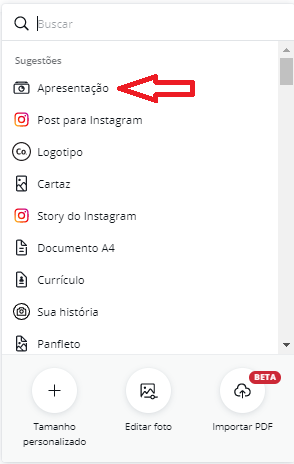 Buscar
Sugestões
Apresentação
Post para Instagram
Co. Logotipo
Cartaz
Story do Instagram
Documento A4
Currículo
Sua história
Panfleto
BETA
Tamanho
personalizado
Editar foto
Importar PDF